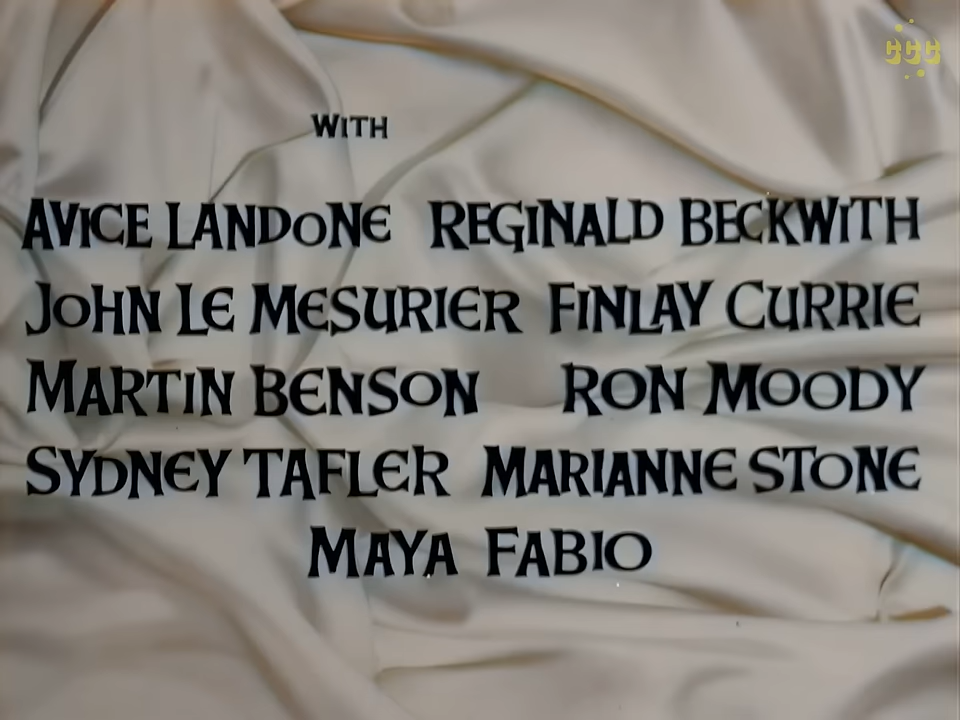 WITH
AVICE LANDONE REGINALD BECKWITH
JOHN LE MESURIER FINLAY CURRIE
MARTIN BENSON RON MOODY
SYDNEY TAFLER MARIANNE STONE
MAYA FABIO
CCC